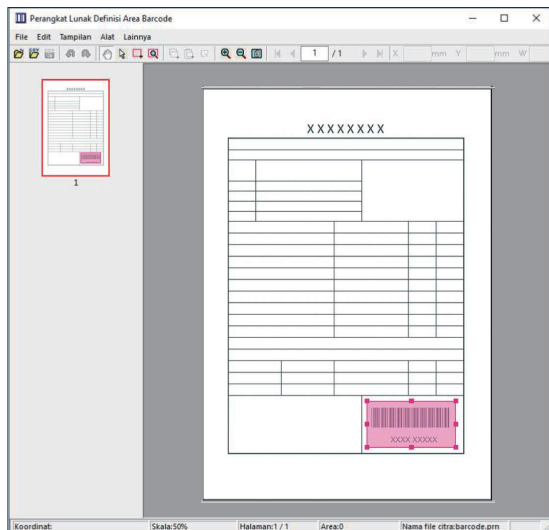 Perangkat Lunak Definisi Area Barcode
File Edit Tampilan Alat Lainnya
1 / 1 X mm Y mm W
XXXXXXXX
1
XXXXXXXX
XXXX XXXXX
Koordinat: Skala:50% Halaman:1 / 1 Area:0 Nama file citra:barcode.prn